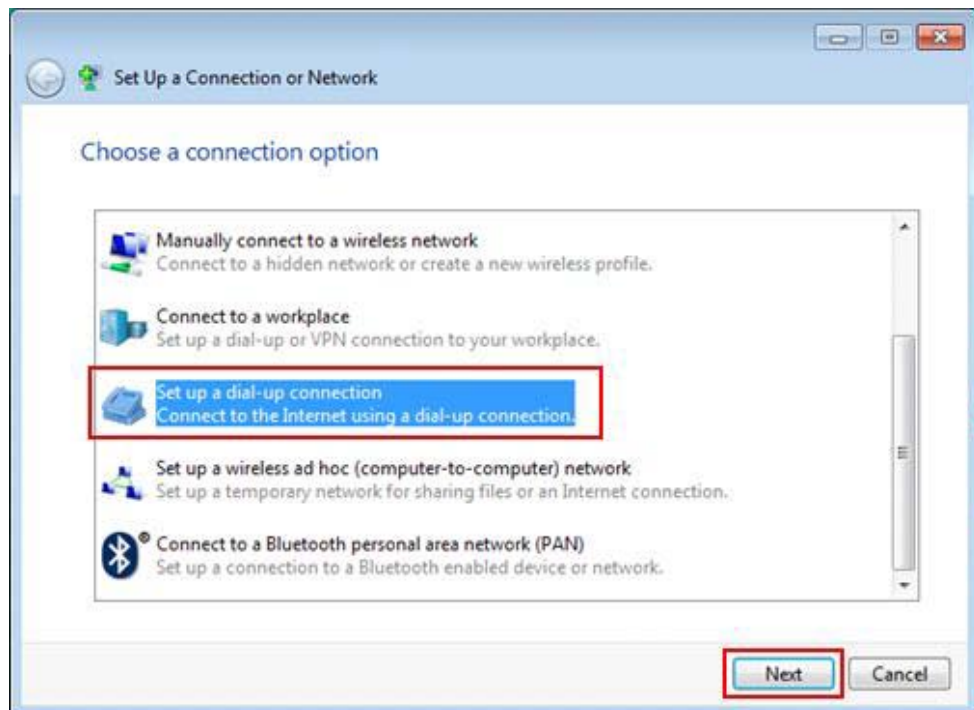 Set Up a Connection or Network
Choose a connection option
Manually connect to a wireless network
Connect to a hidden network or create a new wireless profile.
Connect to a workplace
Set up a dial-up or VPN connection to your workplace.
Set up a dial-up connection
Connect to the Internet using a dial-up connection.
Set up a wireless ad hoc (computer-to-computer) network
Set up a temporary network for sharing files or an Internet connection.
Connect to a Bluetooth personal area network (PAN)
Set up a connection to a Bluetooth enabled device or network.
Next Cancel